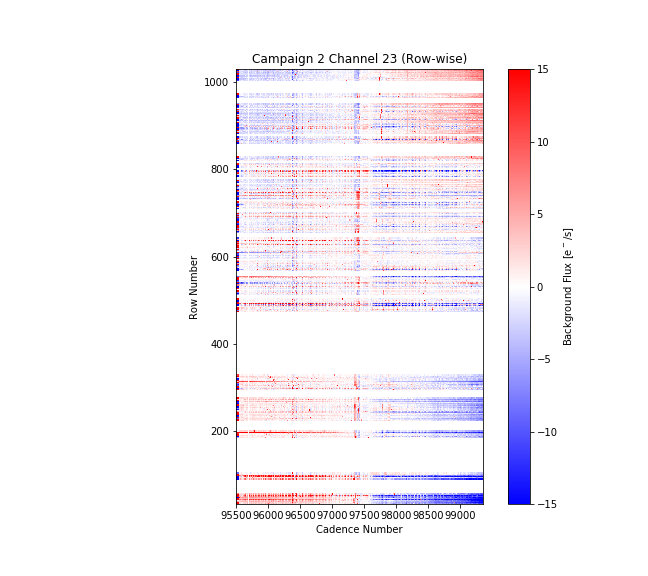 Campaign 2 Channel 23 (Row-wise)
1000
800
600
400
200
Row Number
95500 96000 96500 97000 97500 98000 98500 99000
Cadence Number
15
10
5
0
−5
−10
−15
Background Flux [e⁻/s]